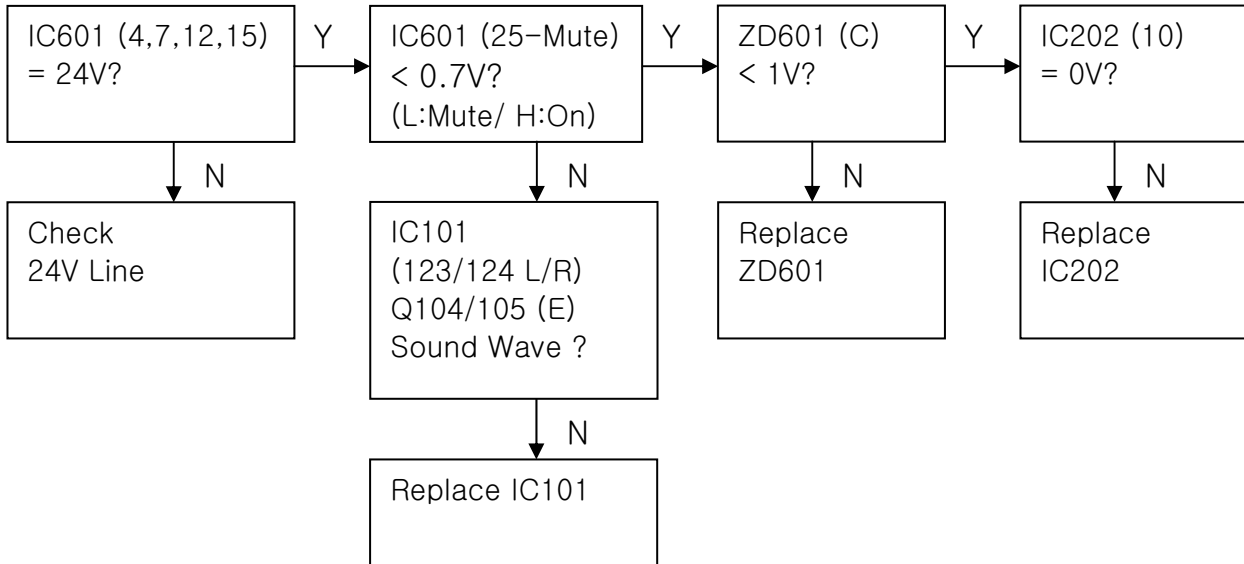 IC601 (4,7,12,15)
= 24V?
Y
IC601 (25-Mute)
< 0.7V?
(L:Mute/ H:On)
Y
ZD601 (C)
< 1V?
Y
IC202 (10)
= 0V?
N
N
N
N
Check
24V Line
IC101
(123/124 L/R)
Q104/105 (E)
Sound Wave ?
Replace
ZD601
Replace
IC202
N
Replace IC101